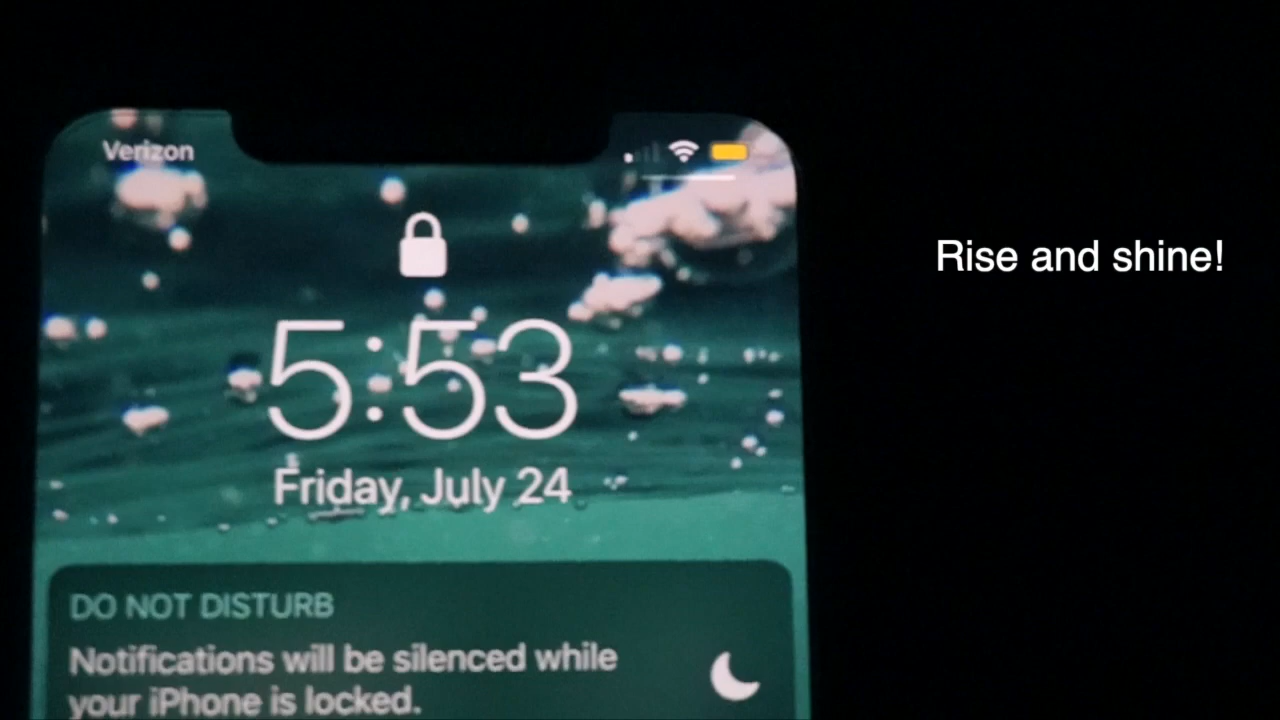 Verizon
Rise and shine!
5:53
Friday, July 24
DO NOT DISTURB
Notifications will be silenced while
your iPhone is locked.